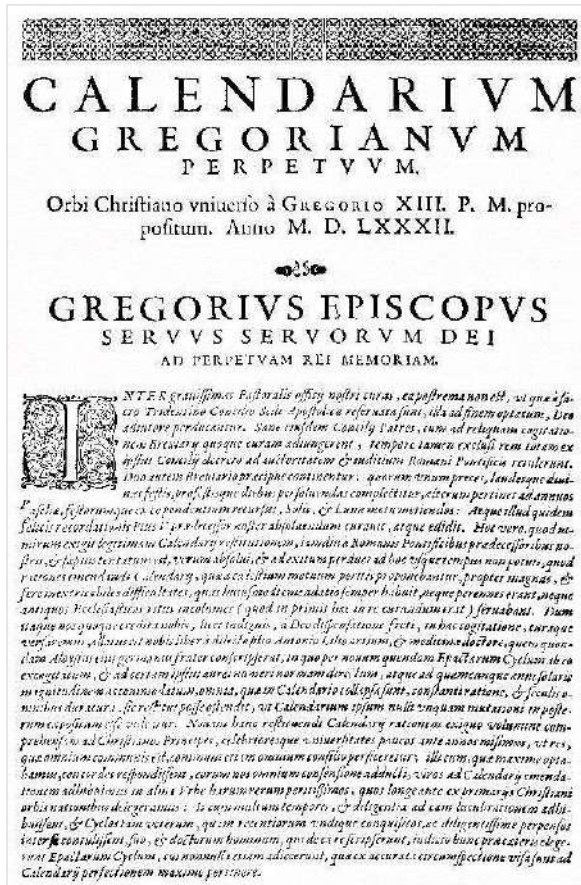 CALENDARIVM
GREGORIANVM
PERPETVVM.
Orbi Chriſtiano vniuerſo à GREGORIO XIII. P. M. pro-
poſitum. Anno M. D. LXXXII.
GREGORIVS EPISCOPVS
SERVVS SERVORVM DEI
AD PERPETVAM REI MEMORIAM.
INTER grauiſſimas Paſtoralis officij noſtri curas, ea poſtrema non eſt, vt quæ à ſa-
cro Tridentino Concilio Sedi Apoſtolicæ reſeruata ſunt, illa ad finem optatum, Deo
adiutore perducantur. Sane eiuſdem Concilij Patres, cum ad reliquam cogitatio-
nem Breuiarij quoque curam adiungerent, tempore tamen excluſi rem totam ex
ipſius Concilij decreto ad auctoritatem & iudicium Romani Pontificis retulerunt.
Duo autem Breuiario præcipue continentur: quorum vnum preces, laudeſque diui-
nas feſtis, profeſtiſque diebus perſoluendas complectitur, alterum pertinet ad annuos
Paſchæ, feſtorumque ex eo pendentium recurſus, Solis, & Lunæ motu metiendos: Atque illud quidem
felicis recordationis Pius V. prædeceſſor noſter abſoluendum curauit, atque edidit. Hoc vero, quod ni-
mirum exigit legitimam Calendarij reſtitutionem, iamdiu a Romanis Pontificibus prædeceſſoribus no-
ſtris, & ſæpius tentatum eſt, verum abſolui, & ad exitum perduci ad hoc vſque tempus non potuit, quod
rationes emendandi Calendarij, quæ a cæleſtium motuum peritis proponebantur, propter magnas, &
fere inextricabiles difficultates, quas huiuſmodi emendatio ſemper habuit, neque perennes erant, neque
antiquos Eccleſiaſticos ritus incolumes (quod in primis hac in re curandum erat) ſeruabant. Dum
itaque nos quoque credita nobis, licet indignis, a Deo diſpenſatione freti, in hac cogitatione, curaque
verſaremur, allatus eſt nobis liber a dilecto filio Antonio Lilio artium, & medicinæ doctore, quem quon-
dam Aloyſius eius germanus frater conſcripſerat, in quo per nouum quendam Epactarum Cyclum ab eo
excogitatum, & ad certam ipſius aurei numeri normam directum, atque ad quamcunque anni ſolaris
magnitudinem accommodatum, omnia, quæ in Calendario collapſa ſunt, conſtanti ratione, & ſeculis o-
mnibus duratura, ſic reſtitui poſſe oſtendit, vt Calendarium ipſum nulli vnquam mutationi in poſte-
rum expoſitum eſſe videatur. Nouam hanc reſtituendi Calendarij rationem exiguo volumine com-
prehenſam ad Chriſtianos Principes, celebrioreſque vniuerſitates paucos ante annos miſimus, vt res,
quæ omnium communis eſt, communi etiam omnium conſilio perficeretur; illi cum, quæ maxime opta-
bamus, concordes reſpondiſſent, eorum nos omnium conſenſione adducti, viros ad Calendarij emenda-
tionem adhibuimus in alma Vrbe harum rerum peritiſſimos, quos longe ante ex primarijs Chriſtiani
orbis nationibus delegeramus: Ii cum multum temporis, & diligentiæ ad eam lucubrationem adhi-
buiſſent, & Cyclos tam veterum, quam recentiorum vndique conquiſitos, ac diligentiſſime perpenſos
inter ſe contuliſſent, ſuo, & doctorum hominum, qui de ea re ſcripſerunt, iudicio hunc præ cæteris elege-
runt Epactarum Cyclum, cui nonnulla etiam adiecerunt, quæ ex accurata circumſpectione viſa ſunt ad
Calendarij perfectionem maxime pertinere.